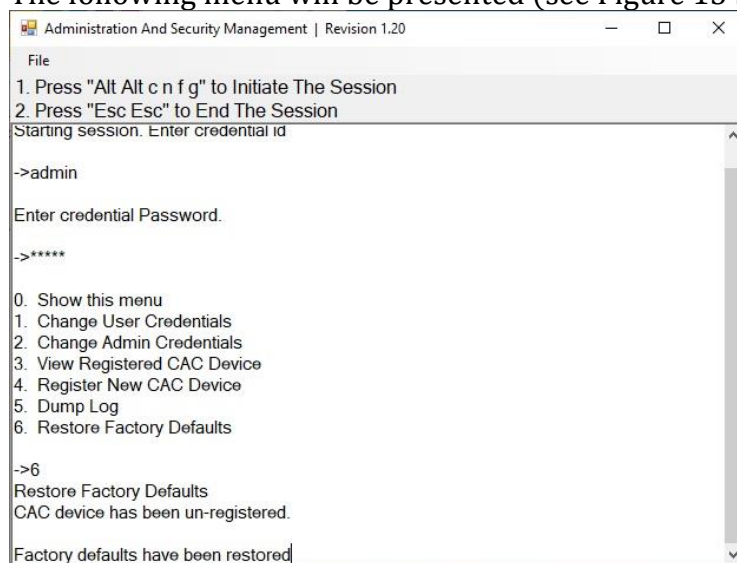 The following menu will be presented (see Figure 13
Administration And Security Management | Revision 1.20
File
1. Press "Alt Alt c n f g" to Initiate The Session
2. Press "Esc Esc" to End The Session
Starting session. Enter credential id
->admin
Enter credential Password.
->*****
0. Show this menu
1. Change User Credentials
2. Change Admin Credentials
3. View Registered CAC Device
4. Register New CAC Device
5. Dump Log
6. Restore Factory Defaults
->6
Restore Factory Defaults
CAC device has been un-registered.
Factory defaults have been restored